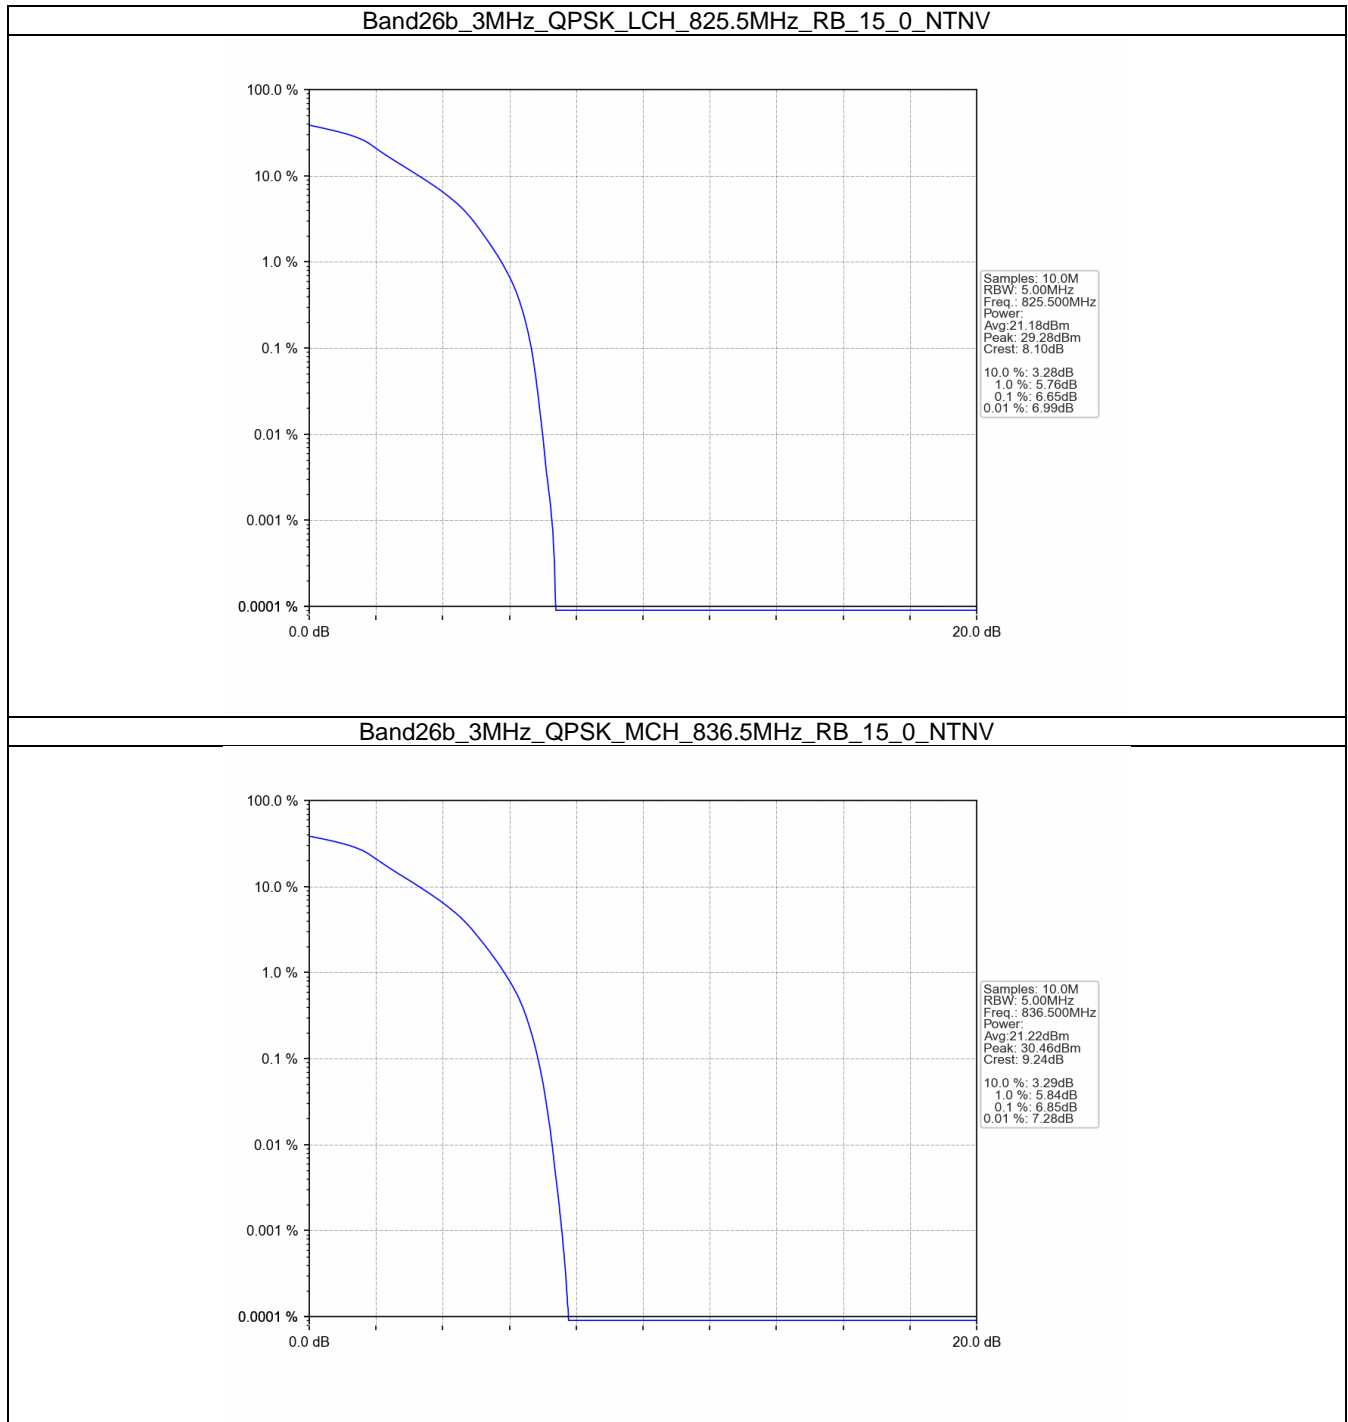 Band26b_3MHz_QPSK_LCH_825.5MHz_RB_15_0_NTNV
100.0 %
10.0 %
1.0 %
0.1 %
0.01 %
0.001 %
0.0001 %
0.0 dB
20.0 dB
Samples: 10.0M
RBW: 5.00MHz
Freq.: 825.500MHz
Power:
Avg:21.18dBm
Peak: 29.28dBm
Crest: 8.10dB
10.0 %: 3.28dB
1.0 %: 5.76dB
0.1 %: 6.65dB
0.01 %: 6.99dB
Band26b_3MHz_QPSK_MCH_836.5MHz_RB_15_0_NTNV
100.0 %
10.0 %
1.0 %
0.1 %
0.01 %
0.001 %
0.0001 %
0.0 dB
20.0 dB
Samples: 10.0M
RBW: 5.00MHz
Freq.: 836.500MHz
Power:
Avg:21.22dBm
Peak: 30.46dBm
Crest: 9.24dB
10.0 %: 3.29dB
1.0 %: 5.84dB
0.1 %: 6.85dB
0.01 %: 7.28dB